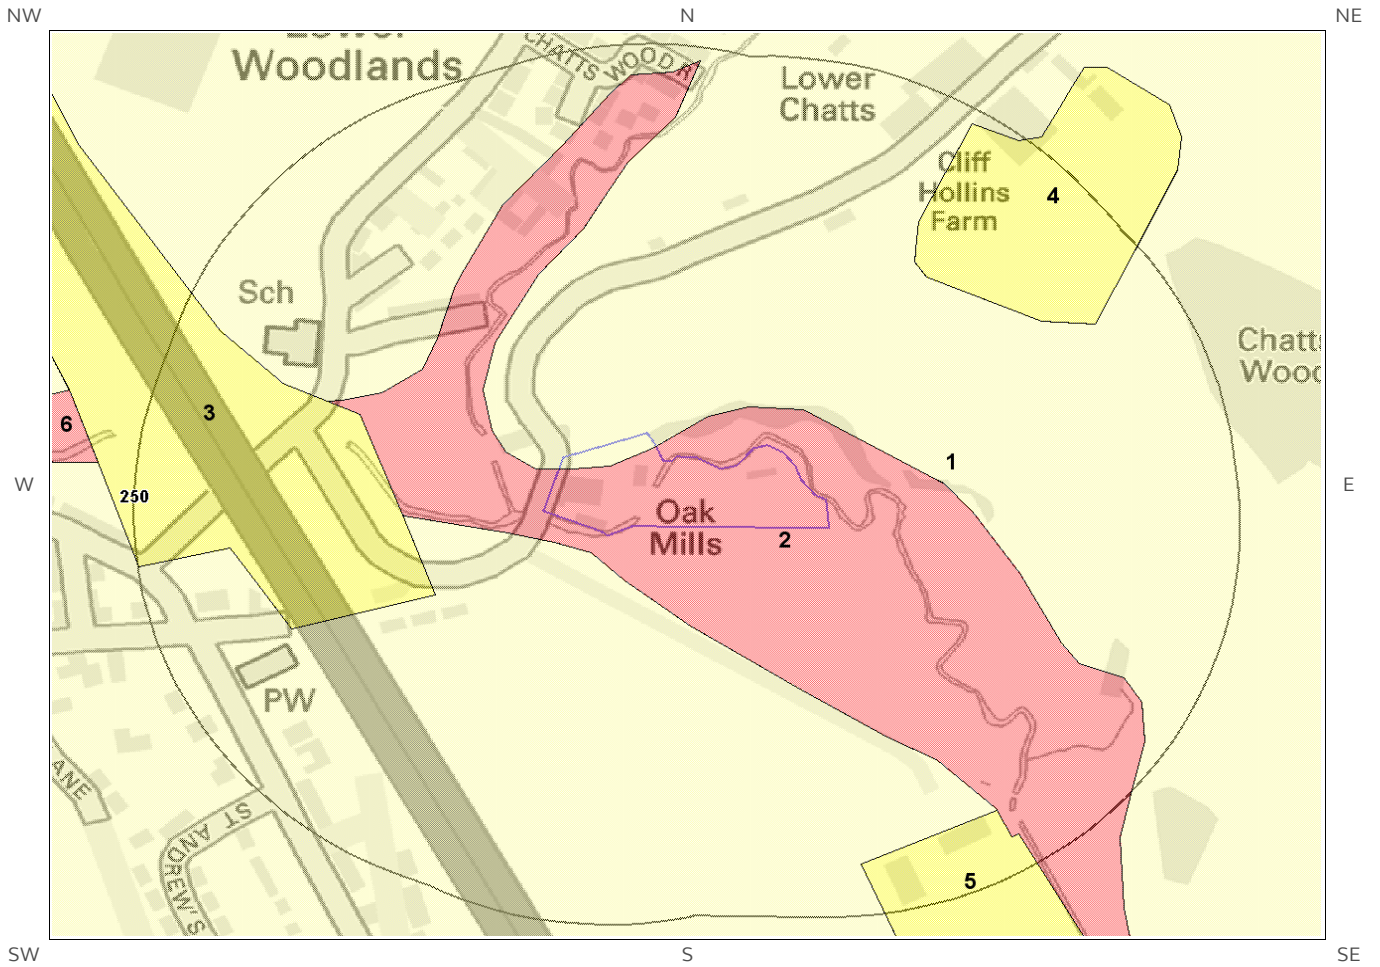 NW
N
NE
Lower
Woodlands
CHATTS WOOD R
Lower
Chatts
Cliff
Hollins
Farm
4
Sch
Chatts
Wood
3
6
1
W
250
E
Oak
Mills
2
PW
ANE
ST ANDREW'S
5
SW
S
SE